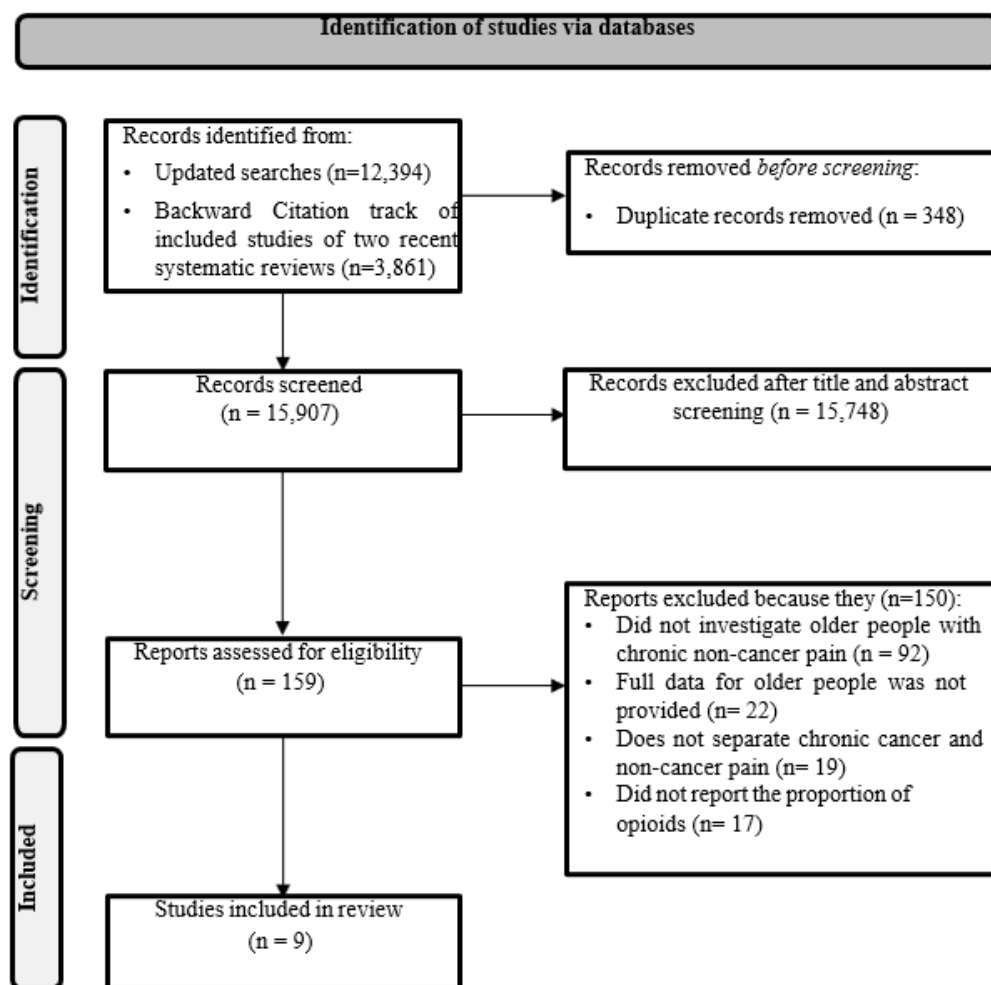 Identification of studies via databases
Identification
Records identified from:
• Updated searches (n=12,394)
• Backward Citation track of
included studies of two recent
systematic reviews (n=3,861)
Records removed before screening:
• Duplicate records removed (n = 348)
Screening
Records screened
(n = 15,907)
Records excluded after title and abstract
screening (n = 15,748)
Reports assessed for eligibility
(n = 159)
Reports excluded because they (n=150):
• Did not investigate older people with
chronic non-cancer pain (n = 92)
• Full data for older people was not
provided (n= 22)
• Does not separate chronic cancer and
non-cancer pain (n= 19)
• Did not report the proportion of
opioids (n= 17)
Included
Studies included in review
(n = 9)